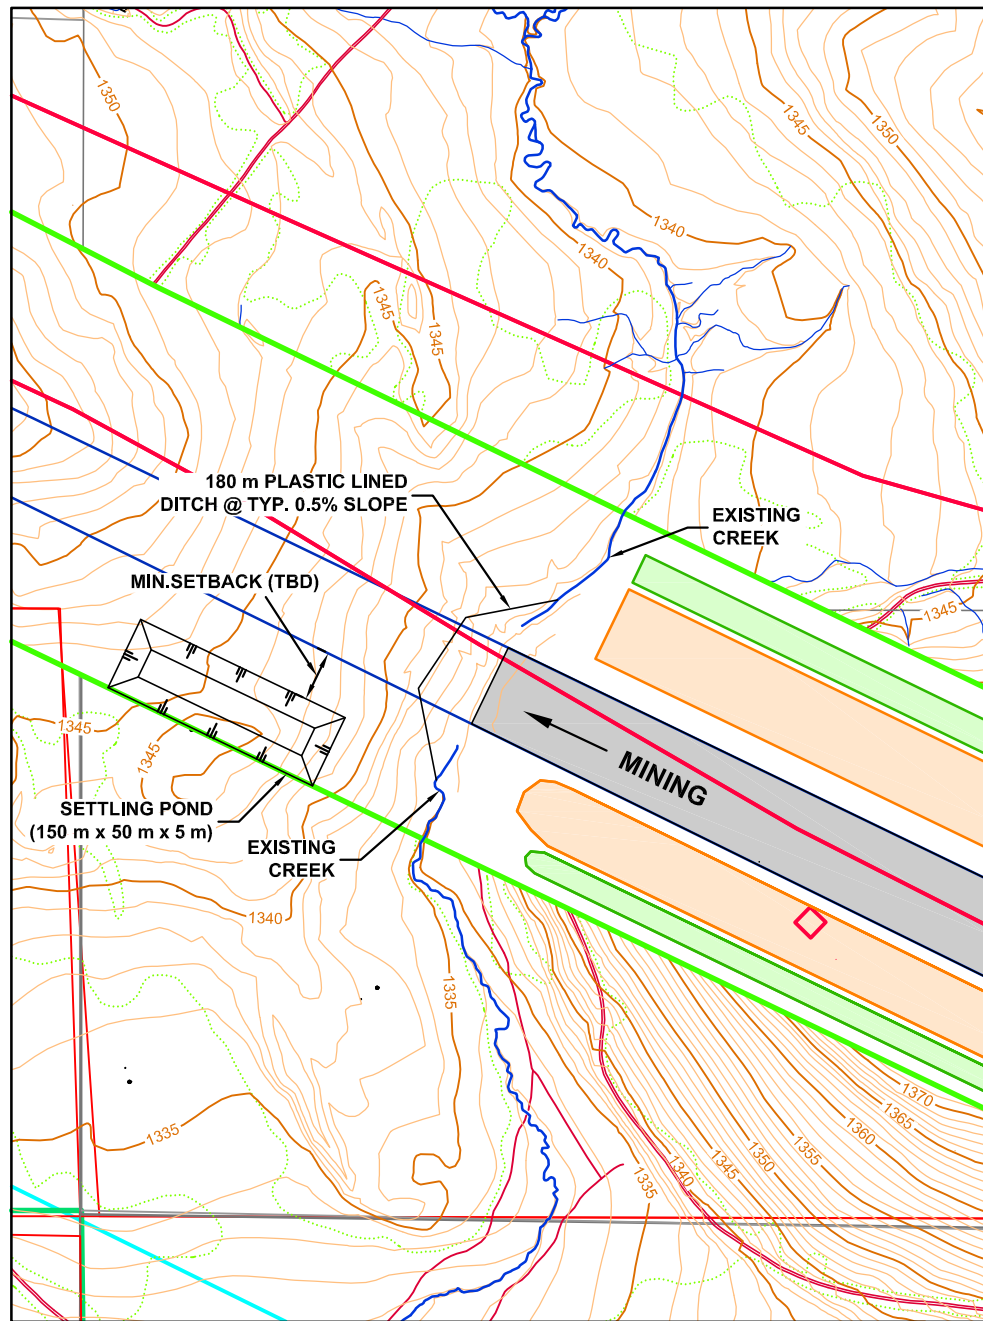 1350
1345
1350
1340
1340
1345
1345
180 m PLASTIC LINED
DITCH @ TYP. 0.5% SLOPE
EXISTING
CREEK
MIN.SETBACK (TBD)
1345
1345
1345
MINING
SETTLING POND
(150 m x 50 m x 5 m)
EXISTING
CREEK
1340
1335
1370
1365
1360
1355
1350
1345
1340
1335
1335